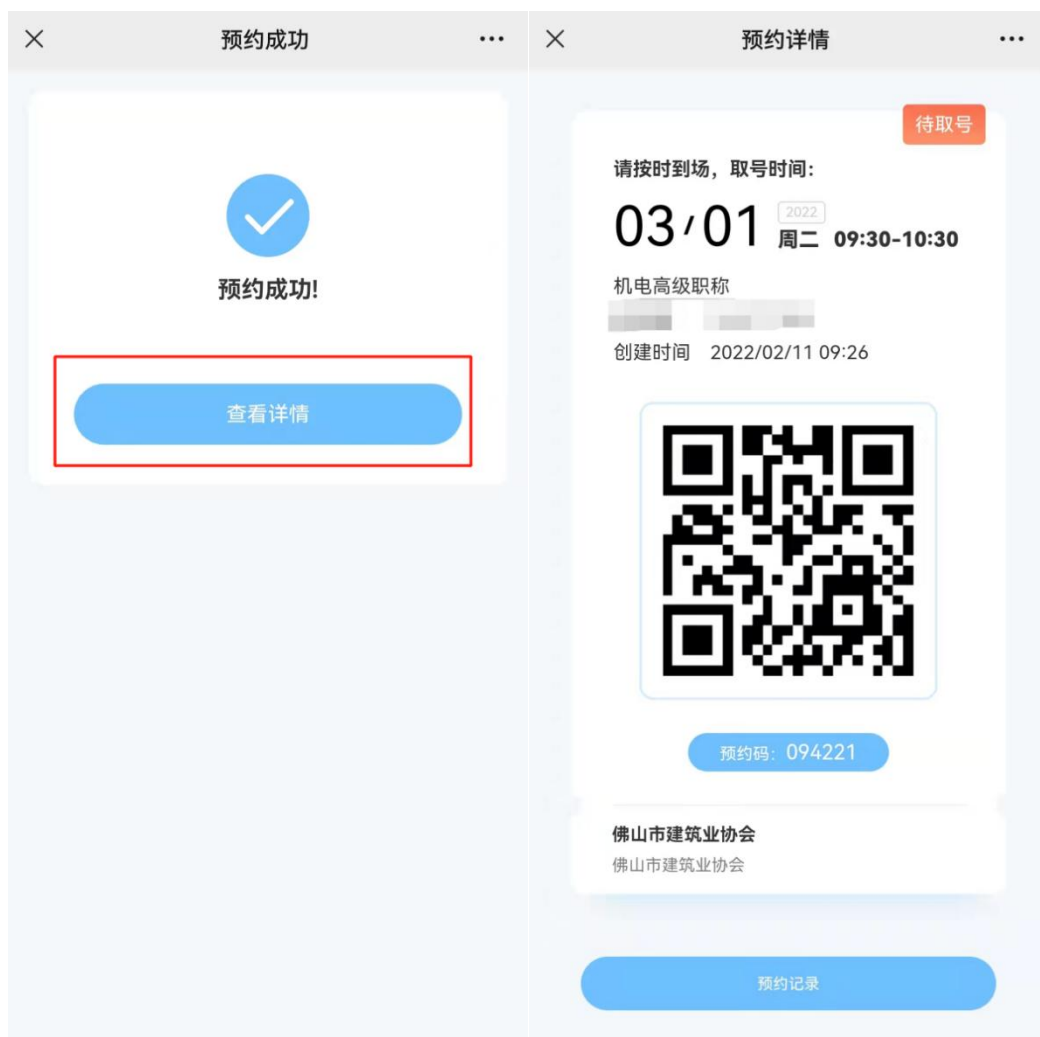 预约成功
预约成功!
查看详情
预约详情
待取号
请按时到场，取号时间：
03/01 2022 周二 09:30-10:30
机电高级职称
创建时间 2022/02/11 09:26
预约码：094221
佛山市建筑业协会
佛山市建筑业协会
预约记录